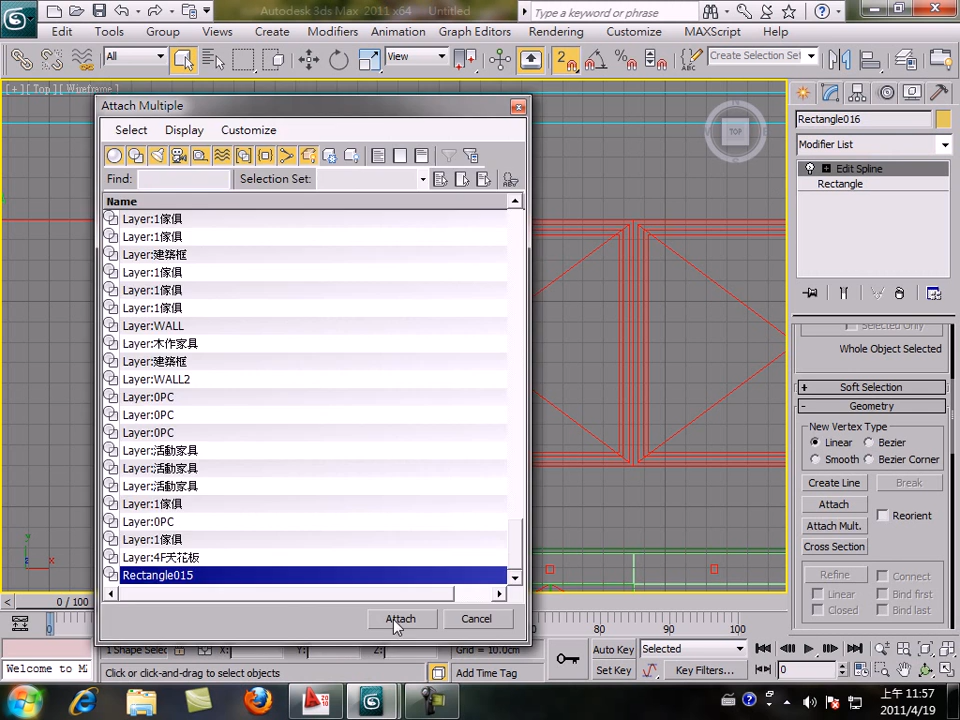 Autodesk 3ds Max 2011 x64 Untitled
Type a keyword or phrase
Edit Tools Group Views Create Modifiers Animation Graph Editors Rendering Customize MAXScript Help
All
View
Create Selection Se
[ + ] [ Top ] [ Wireframe ]
TOP
Attach Multiple
Select Display Customize
Find:
Selection Set:
Name
Layer:1傢俱
Layer:1傢俱
Layer:建築框
Layer:1傢俱
Layer:1傢俱
Layer:1傢俱
Layer:WALL
Layer:木作家具
Layer:建築框
Layer:WALL2
Layer:0PC
Layer:0PC
Layer:0PC
Layer:活動家具
Layer:活動家具
Layer:活動家具
Layer:1傢俱
Layer:0PC
Layer:1傢俱
Layer:4F天花板
Rectangle015
Attach Cancel
Rectangle016
Modifier List
Edit Spline
Rectangle
Selected Only
Whole Object Selected
+ Soft Selection
- Geometry
New Vertex Type
Linear Bezier
Smooth Bezier Corner
Create Line Break
Attach
Reorient
Attach Mult.
Cross Section
Refine Connect
Linear Bind first
Closed Bind last
0 / 100
80 90 100
1 Shape Selec X: Y: Z: Grid = 10.0cm
Auto Key Selected
Set Key Key Filters... 0
Welcome to M
Click or click-and-drag to select objects
Add Time Tag
上午 11:57
2011/4/19